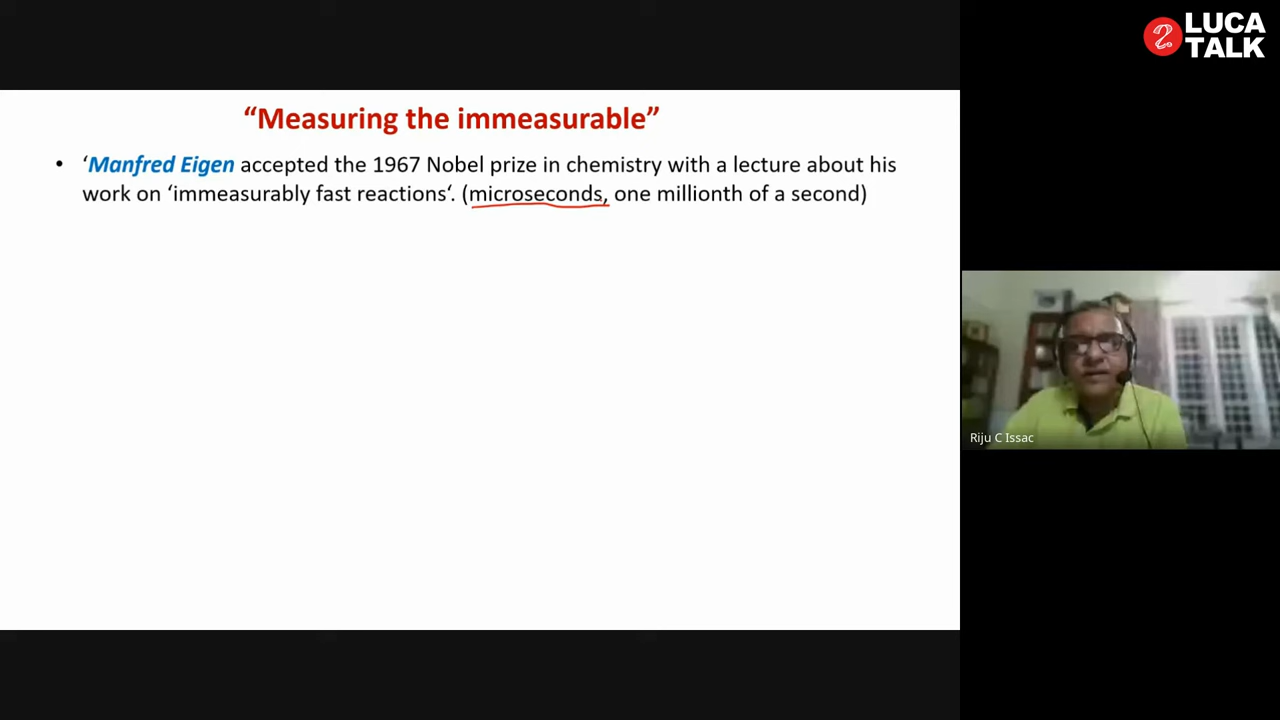 LUCA
TALK
“Measuring the immeasurable”
• ‘Manfred Eigen accepted the 1967 Nobel prize in chemistry with a lecture about his
work on ‘immeasurably fast reactions‘. (microseconds, one millionth of a second)
Riju C Issac